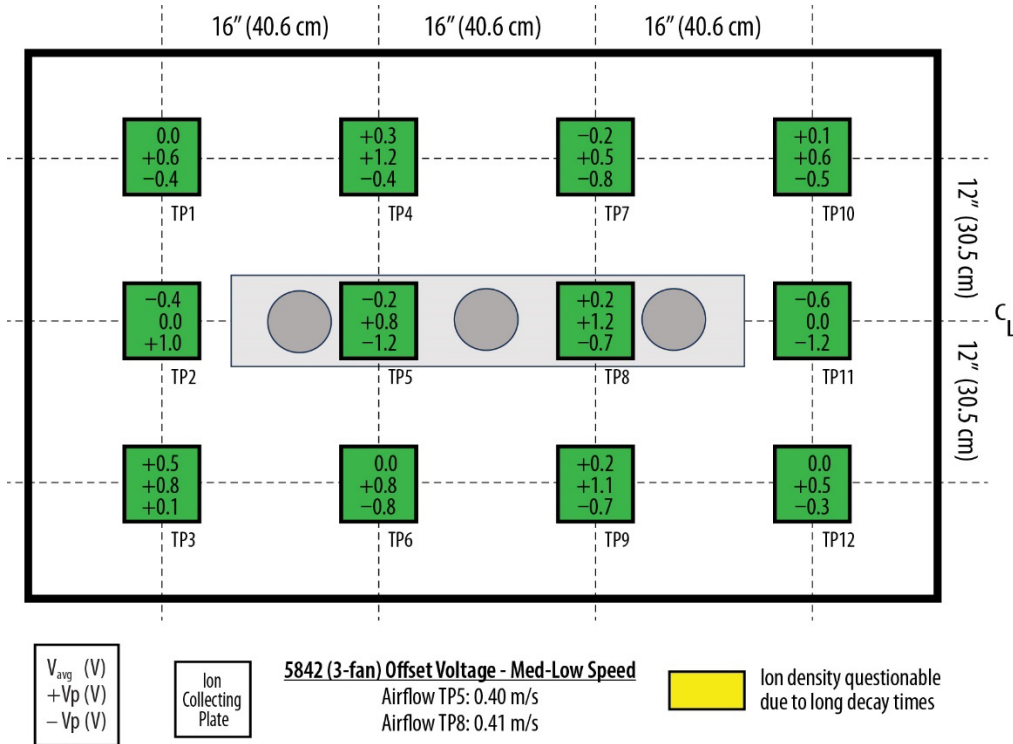 16″ (40.6 cm) 16″ (40.6 cm) 16″ (40.6 cm)
0.0
+0.6
−0.4
TP1
+0.3
+1.2
−0.4
TP4
−0.2
+0.5
−0.8
TP7
+0.1
+0.6
−0.5
TP10
12″ (30.5 cm)
−0.4
0.0
+1.0
TP2
−0.2
+0.8
−1.2
TP5
+0.2
+1.2
−0.7
TP8
−0.6
0.0
−1.2
TP11
CL
12″ (30.5 cm)
+0.5
+0.8
+0.1
TP3
0.0
+0.8
−0.8
TP6
+0.2
+1.1
−0.7
TP9
0.0
+0.5
−0.3
TP12
Vavg (V)
+Vp (V)
− Vp (V)
Ion
Collecting
Plate
5842 (3-fan) Offset Voltage - Med-Low Speed
Airflow TP5: 0.40 m/s
Airflow TP8: 0.41 m/s
Ion density questionable
due to long decay times